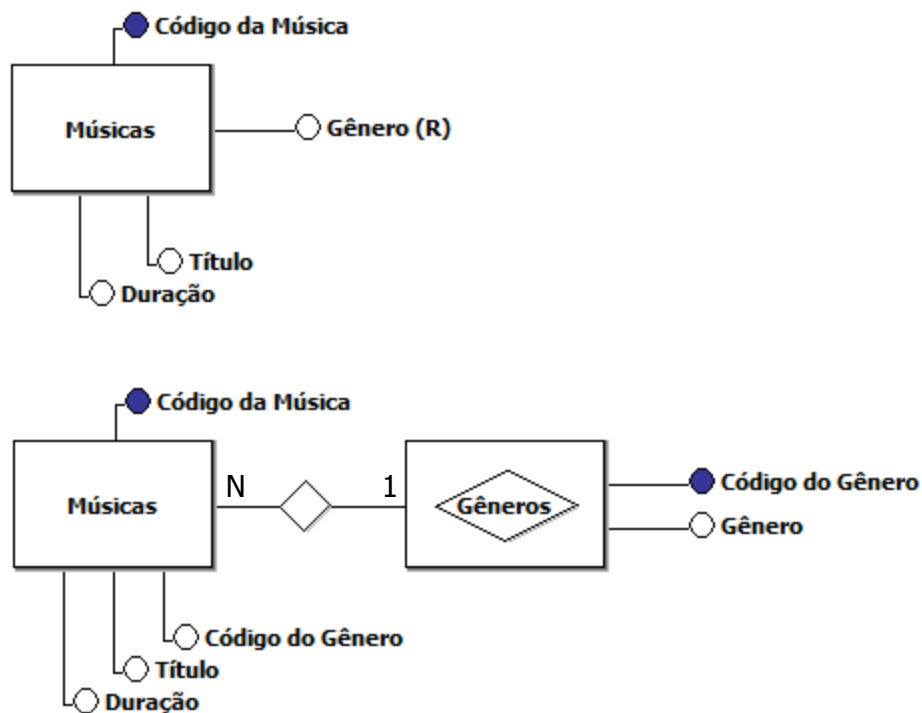 Código da Música
Músicas
Gênero (R)
Título
Duração
Código da Música
Músicas
N
1
Gêneros
Código do Gênero
Gênero
Código do Gênero
Título
Duração